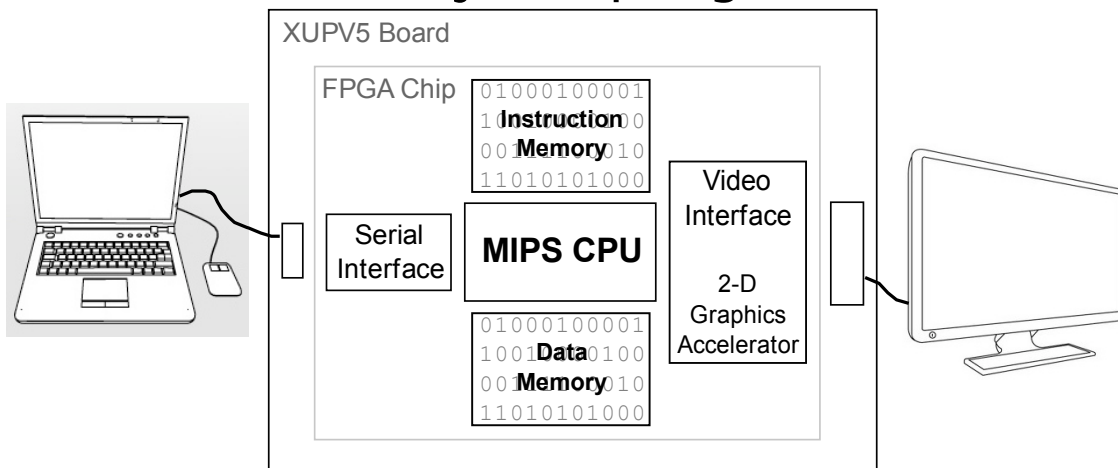 XUPV5 Board
FPGA Chip
01000100001
Instruction
Memory
11010101000
Serial
Interface
MIPS CPU
Video
Interface
2-D
Graphics
Accelerator
01000100001
Data
Memory
11010101000